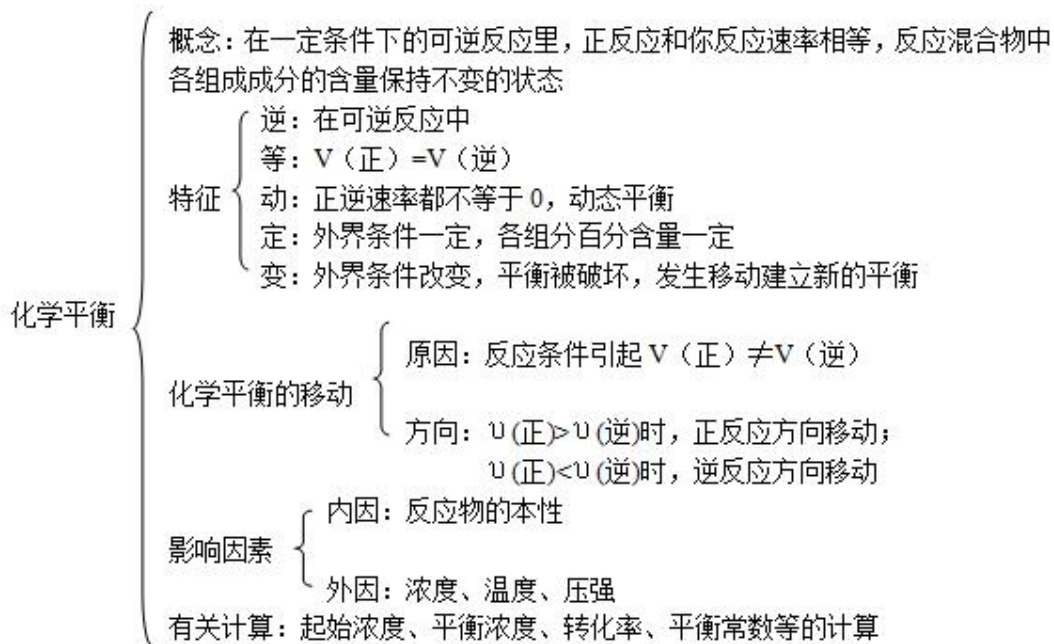 概念：在一定条件下的可逆反应里，正反应和你反应速率相等，反应混合物中
各组成成分的含量保持不变的状态
逆：在可逆反应中
等：V（正）=V（逆）
特征
动：正逆速率都不等于 0，动态平衡
定：外界条件一定，各组分百分含量一定
变：外界条件改变，平衡被破坏，发生移动建立新的平衡
化学平衡
原因：反应条件引起 V（正）≠V（逆）
化学平衡的移动
方向：υ(正)>υ(逆)时，正反应方向移动；
υ(正)<υ(逆)时，逆反应方向移动
内因：反应物的本性
影响因素
外因：浓度、温度、压强
有关计算：起始浓度、平衡浓度、转化率、平衡常数等的计算